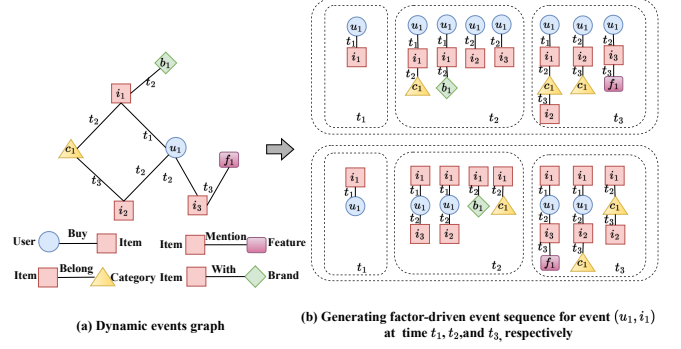 b₁
t₂
i₁
t₂
t₁
c₁
u₁
f₁
t₃
t₂
t₂
t₃
i₂
i₃
User Buy Item
Item Mention Feature
Item Belong Category
Item With Brand
(a) Dynamic events graph
u₁
t₁
i₁
t₁
u₁ u₁ u₁ u₁
t₁ t₁ t₂ t₂
i₁ i₁ i₂ i₃
t₂ t₂
c₁ b₁
t₂
u₁ u₁ u₁
t₁ t₂ t₂
i₁ i₂ i₃
t₂ t₃ t₃
c₁ c₁ f₁
t₃
i₂
t₃
i₁
t₁
u₁
t₁
i₁ i₁ i₁ i₁
t₁ t₁ t₂ t₂
u₁ u₁ b₁ c₁
t₂ t₂
i₃ i₂
t₂
i₁ i₁ i₁
t₁ t₁ t₂
u₁ u₁ c₁
t₂ t₂ t₃
i₃ i₂ i₂
t₃ t₃
f₁ c₁
t₃
(b) Generating factor-driven event sequence for event (u₁, i₁)
at time t₁, t₂,and t₃, respectively